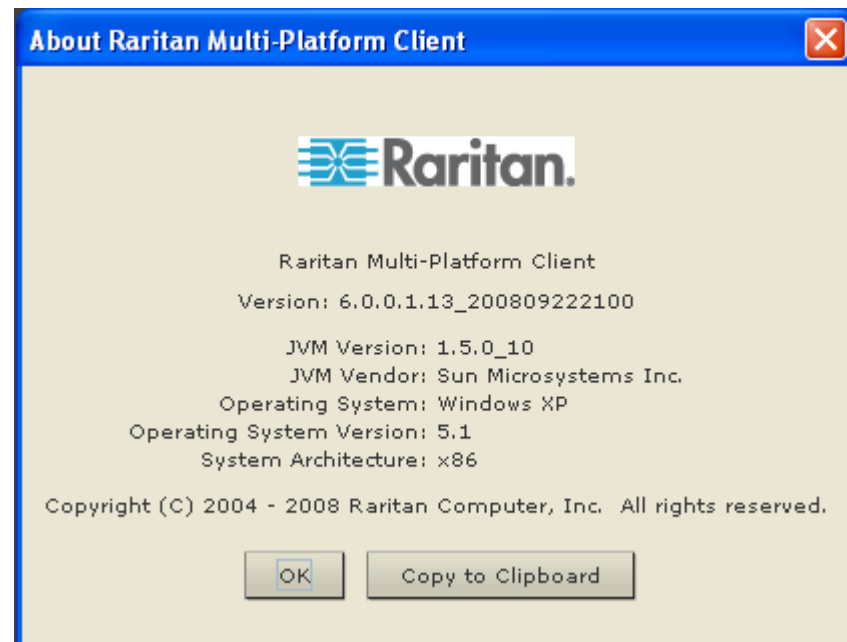 About Raritan Multi-Platform Client
Raritan.
Raritan Multi-Platform Client
Version: 6.0.0.1.13_200809222100
JVM Version: 1.5.0_10
JVM Vendor: Sun Microsystems Inc.
Operating System: Windows XP
Operating System Version: 5.1
System Architecture: x86
Copyright (C) 2004 - 2008 Raritan Computer, Inc.  All rights reserved.
OK
Copy to Clipboard